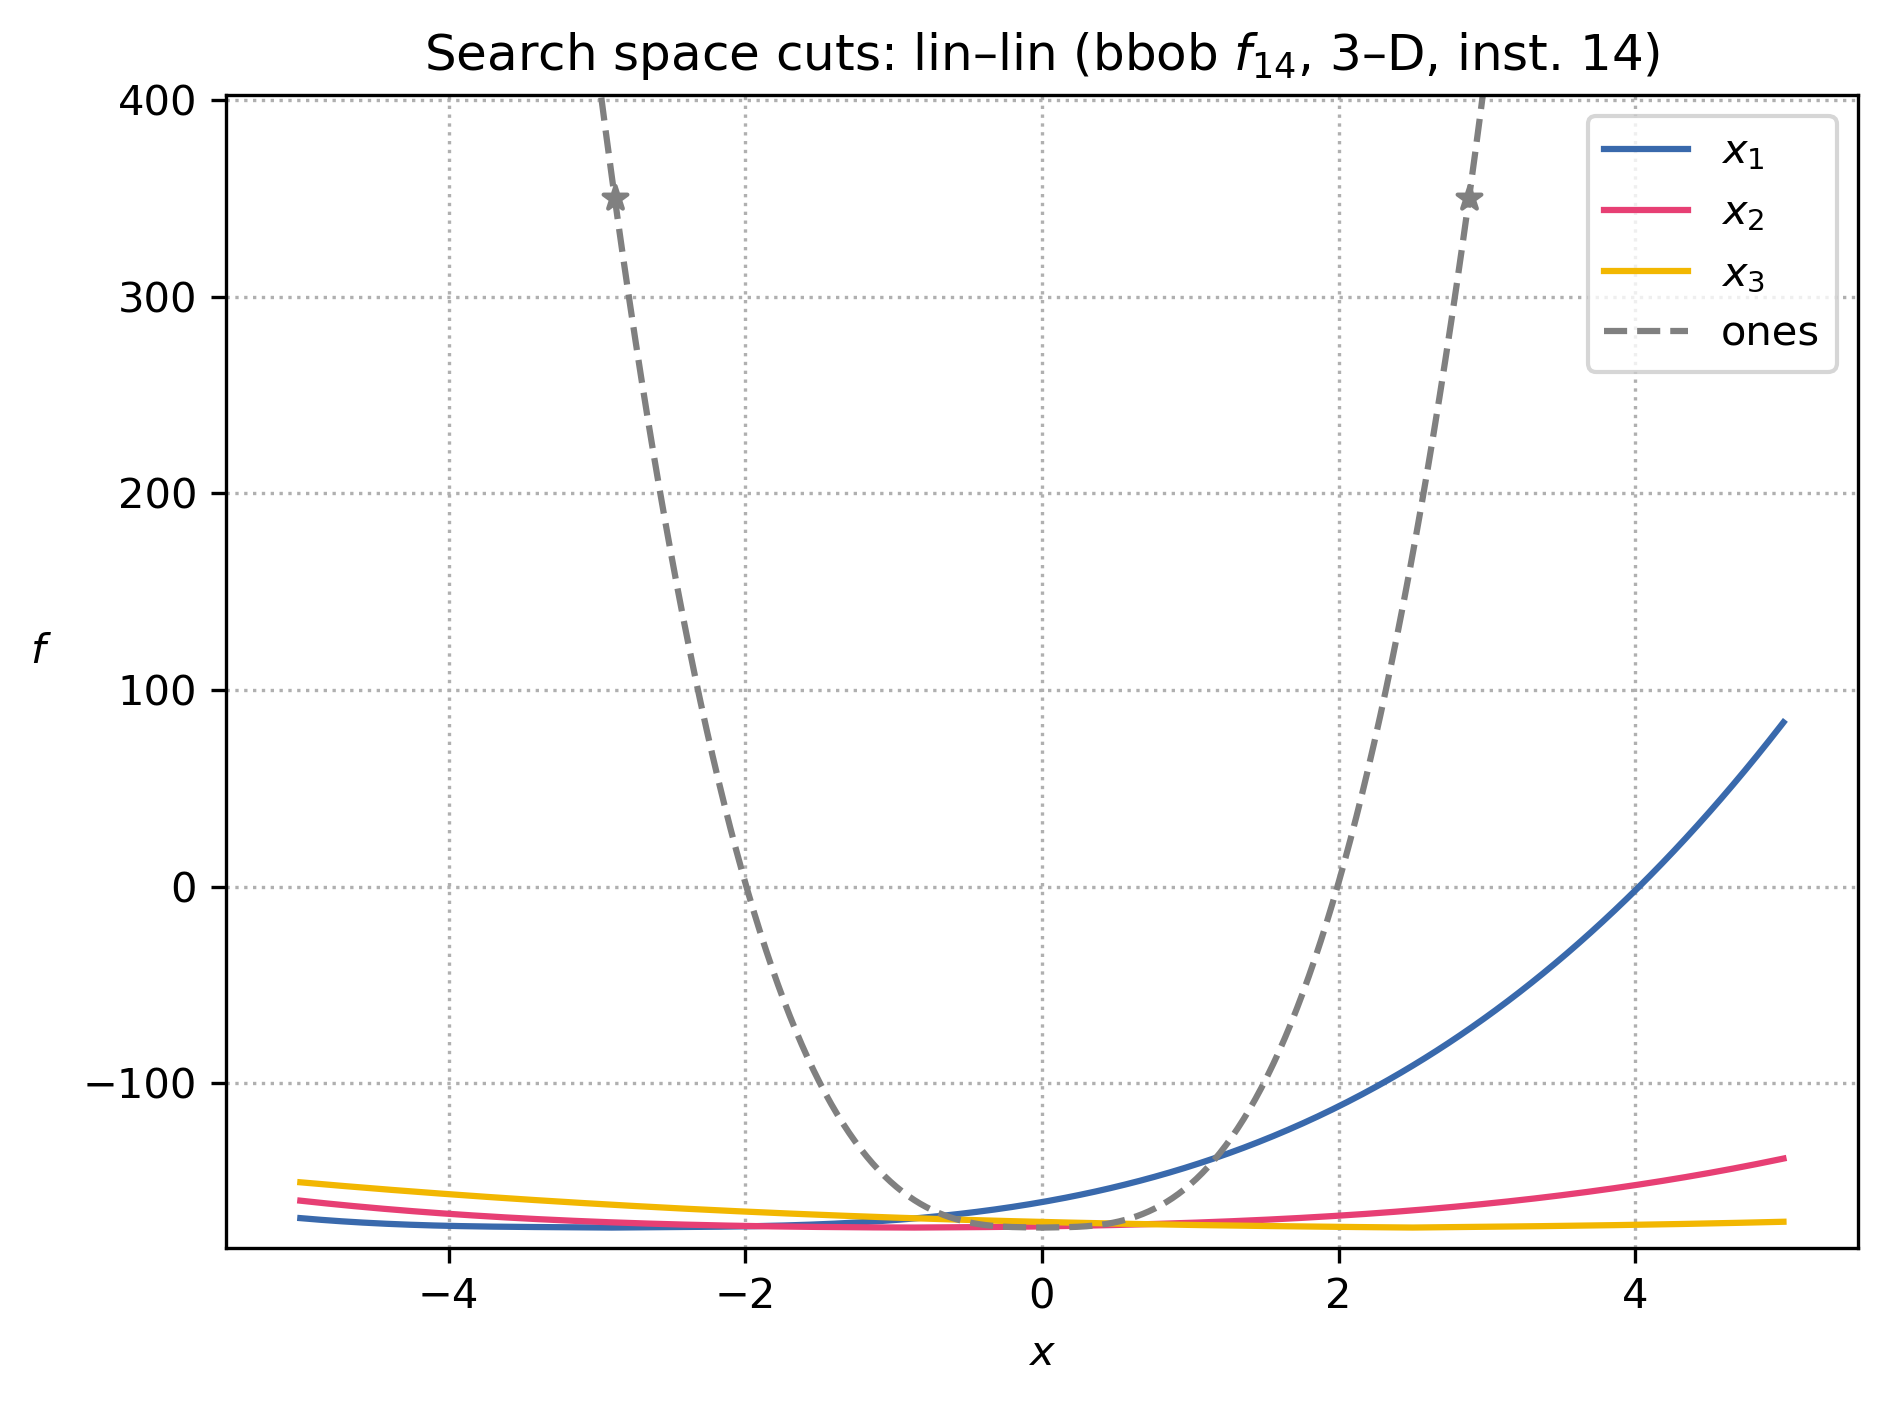 Search space cuts: lin–lin (bbob f14, 3–D, inst. 14)
400
300
200
100
0
−100
f
x1
x2
x3
ones
−4
−2
0
2
4
x